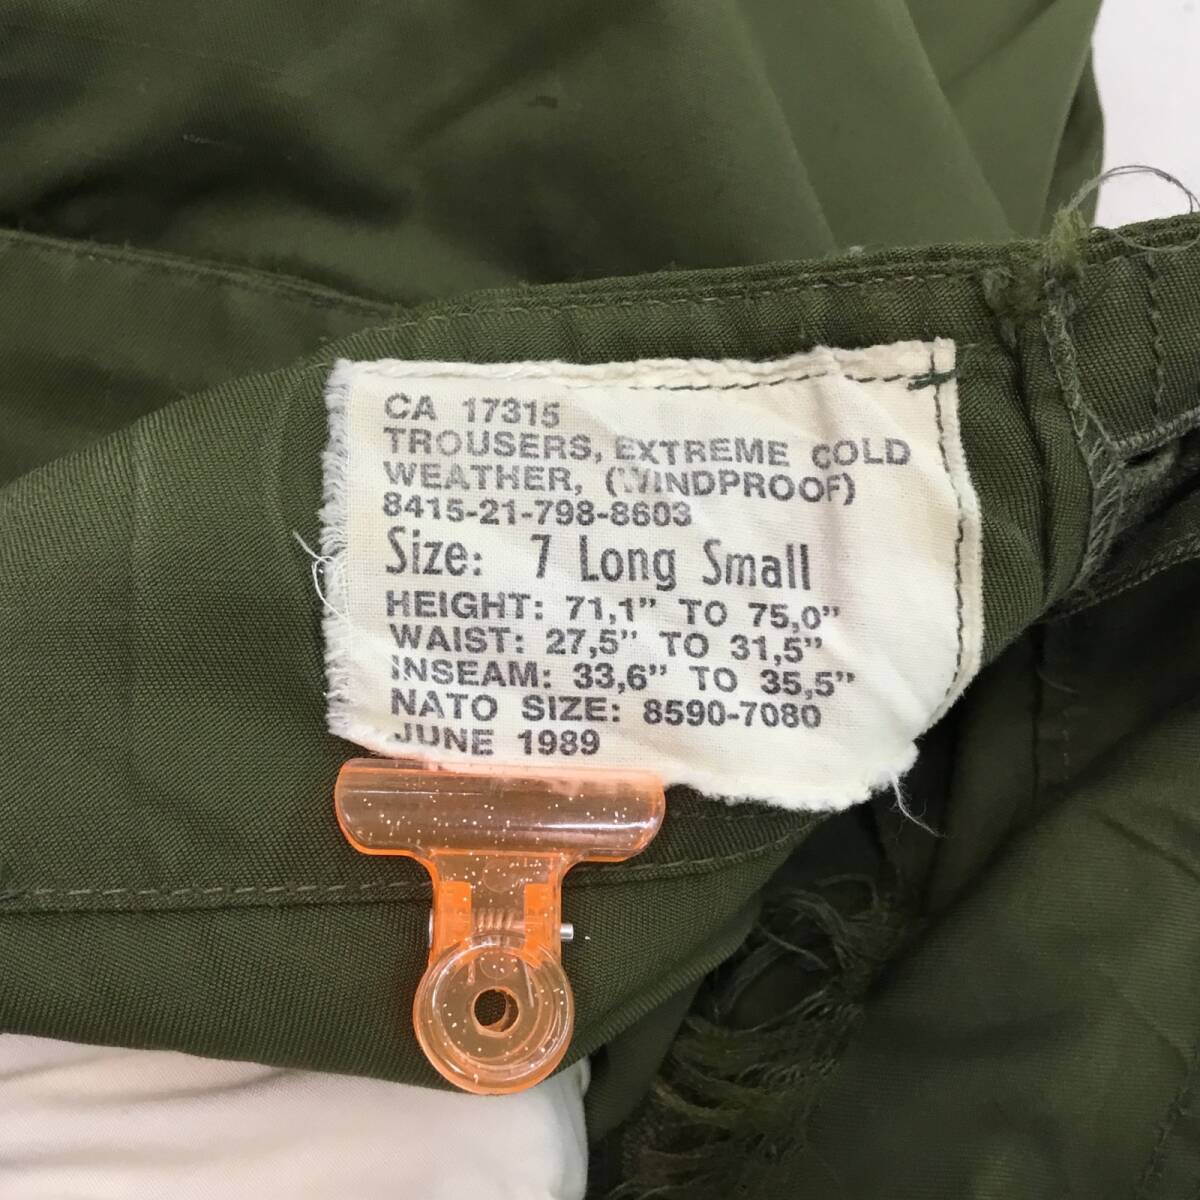 CA 17315
TROUSERS, EXTREME COLD
WEATHER, (WINDPROOF)
8415-21-798-8603
Size: 7 Long Small
HEIGHT: 71,1" TO 75,0"
WAIST: 27,5" TO 31,5"
INSEAM: 33,6" TO 35,5"
NATO SIZE: 8590-7080
JUNE 1989